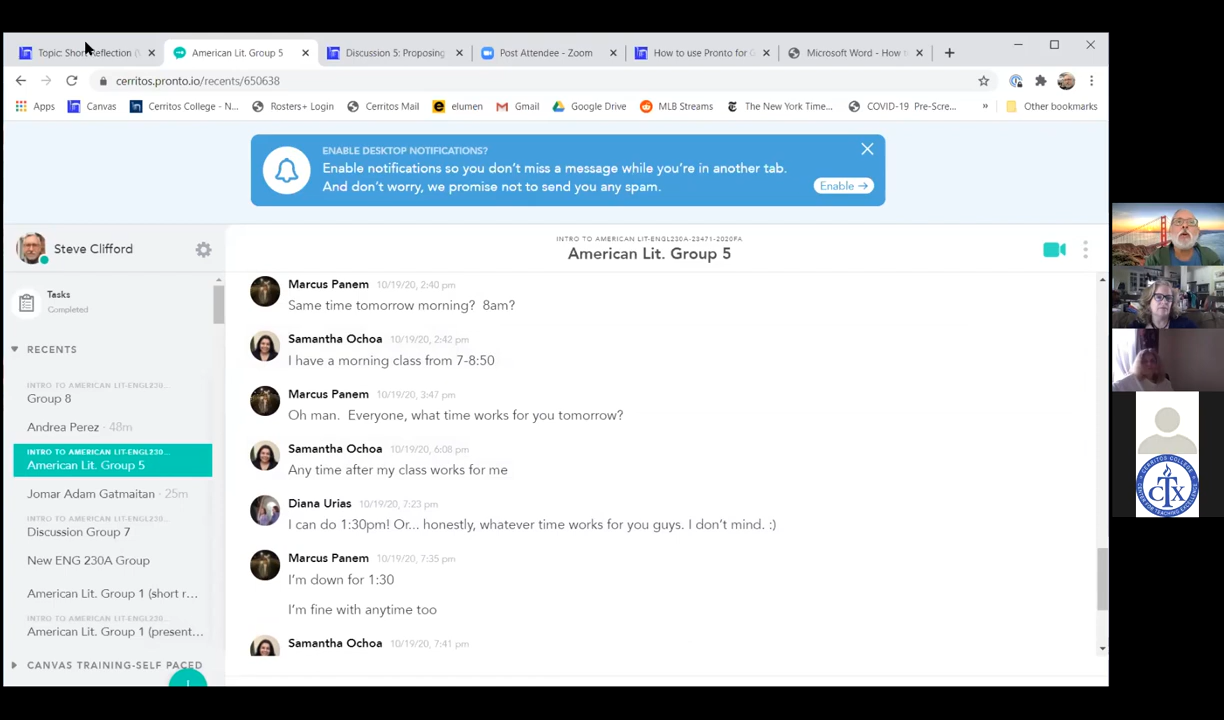 Topic: Short Reflection (
American Lit. Group 5
Discussion 5: Proposing
Post Attendee - Zoom
How to use Pronto for G
Microsoft Word - How to
cerritos.pronto.io/recents/650638
Apps
Canvas
Cerritos College - N...
Rosters+ Login
Cerritos Mail
elumen
Gmail
Google Drive
MLB Streams
The New York Time...
COVID-19 Pre-Scre...
»
Other bookmarks
ENABLE DESKTOP NOTIFICATIONS?
Enable notifications so you don't miss a message while you're in another tab.
And don't worry, we promise not to send you any spam.
Enable →
Steve Clifford
INTRO TO AMERICAN LIT-ENGL230A-23471-2020FA
American Lit. Group 5
Tasks
Completed
RECENTS
INTRO TO AMERICAN LIT-ENGL230...
Group 8
Andrea Perez · 48m
INTRO TO AMERICAN LIT-ENGL230...
American Lit. Group 5
Jomar Adam Gatmaitan · 25m
INTRO TO AMERICAN LIT-ENGL230...
Discussion Group 7
New ENG 230A Group
American Lit. Group 1 (short r...
INTRO TO AMERICAN LIT-ENGL230...
American Lit. Group 1 (present...
CANVAS TRAINING-SELF PACED
Marcus Panem 10/19/20, 2:40 pm
Same time tomorrow morning? 8am?
Samantha Ochoa 10/19/20, 2:42 pm
I have a morning class from 7-8:50
Marcus Panem 10/19/20, 3:47 pm
Oh man. Everyone, what time works for you tomorrow?
Samantha Ochoa 10/19/20, 6:08 pm
Any time after my class works for me
Diana Urias 10/19/20, 7:23 pm
I can do 1:30pm! Or... honestly, whatever time works for you guys. I don't mind. :)
Marcus Panem 10/19/20, 7:35 pm
I'm down for 1:30
I'm fine with anytime too
Samantha Ochoa 10/19/20, 7:41 pm
CERRITOS COLLEGE
CTX
CENTER FOR TEACHING EXCELLENCE